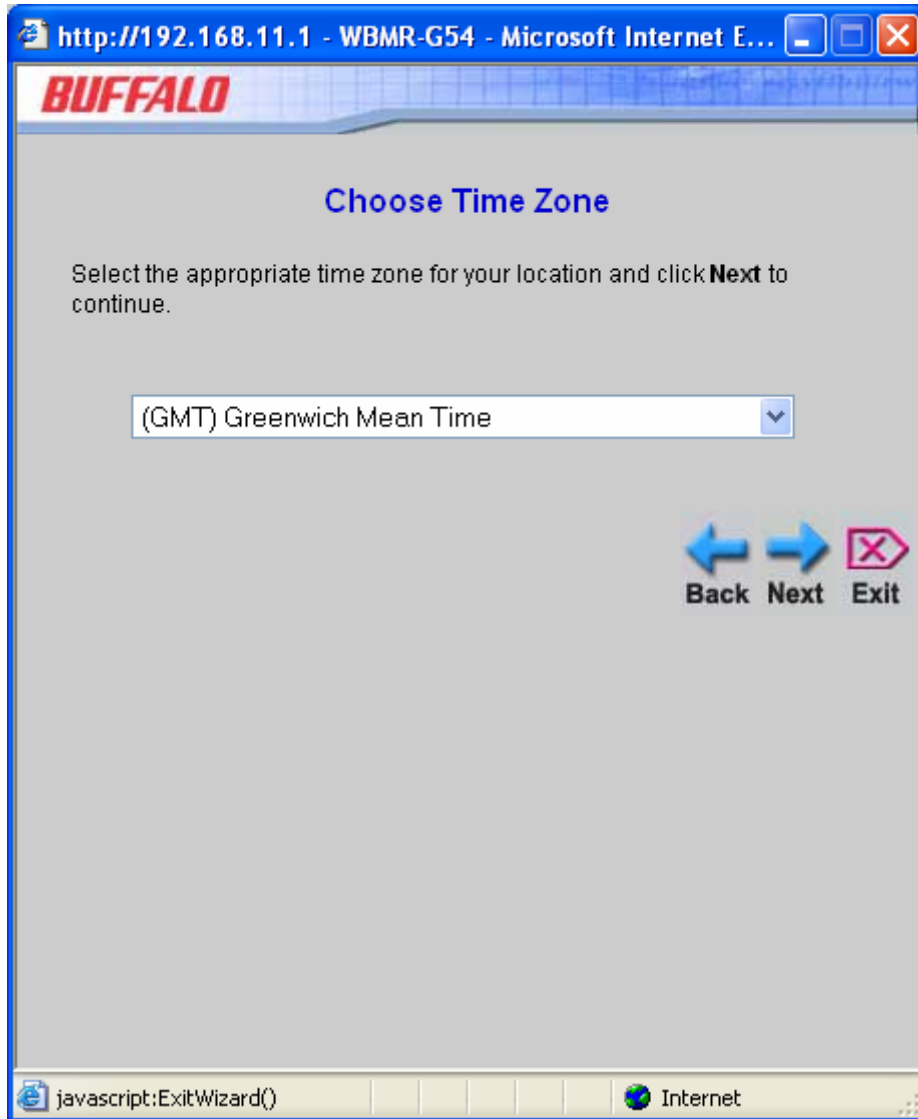 http://192.168.11.1 - WBMR-G54 - Microsoft Internet E...
BUFFALO
Choose Time Zone
Select the appropriate time zone for your location and click Next to
continue.
(GMT) Greenwich Mean Time
Back Next Exit
javascript:ExitWizard()
Internet